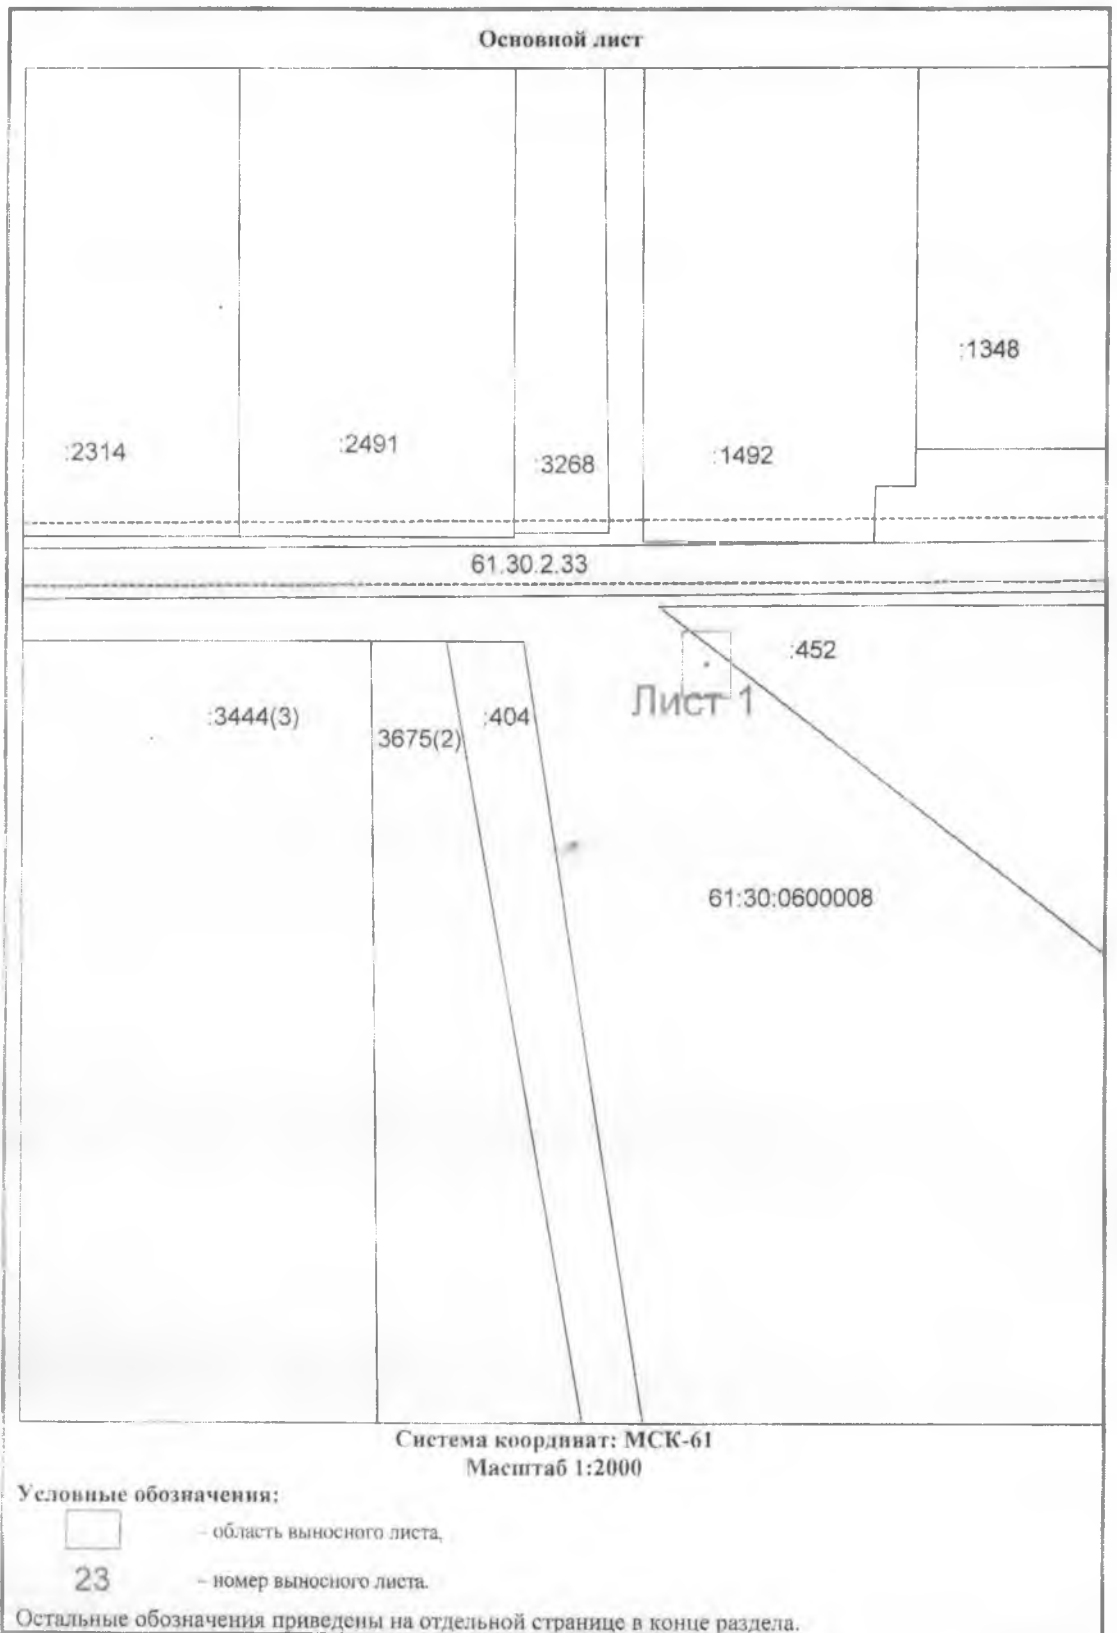 Основной лист
:1348
:2314
:2491
:3268
:1492
61.30.2.33
:452
Лист 1
:3444(3)
3675(2)
:404
61:30:0600008
Система координат: МСК-61
Масштаб 1:2000
Условные обозначения:
- область выносного листа,
23 - номер выносного листа.
Остальные обозначения приведены на отдельной странице в конце раздела.